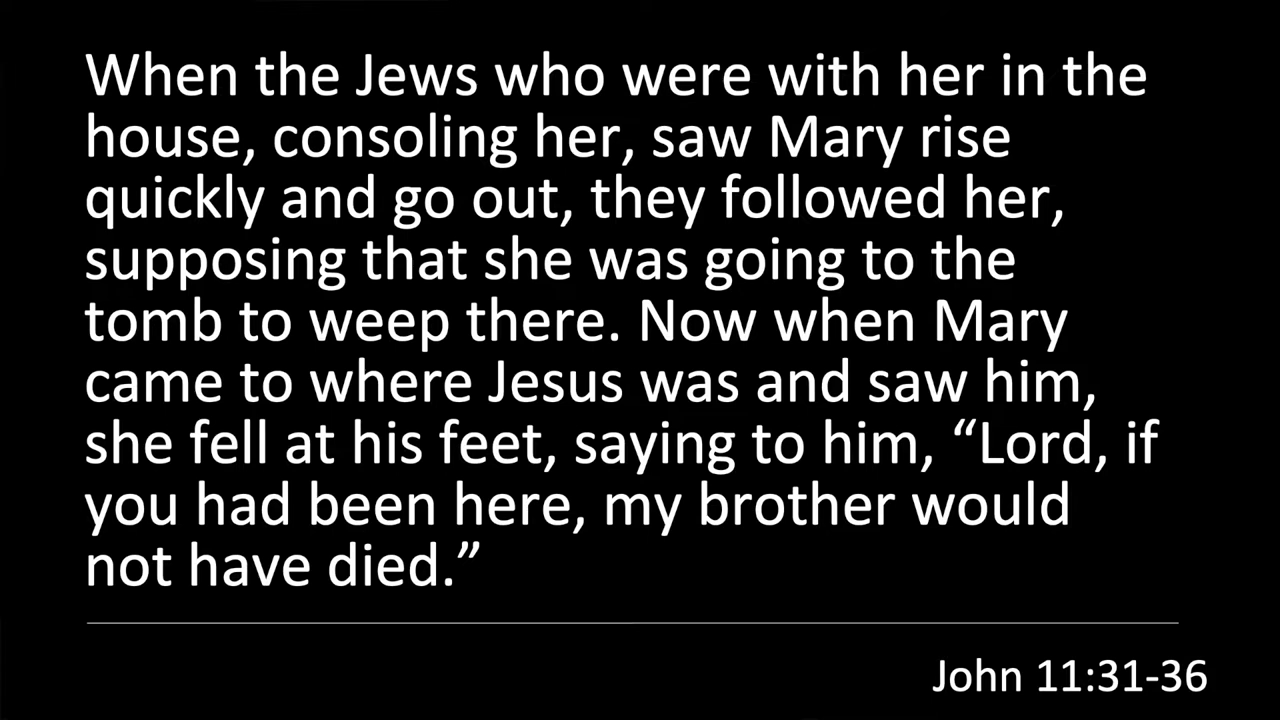 When the Jews who were with her in the
house, consoling her, saw Mary rise
quickly and go out, they followed her,
supposing that she was going to the
tomb to weep there. Now when Mary
came to where Jesus was and saw him,
she fell at his feet, saying to him, “Lord, if
you had been here, my brother would
not have died.”
John 11:31-36